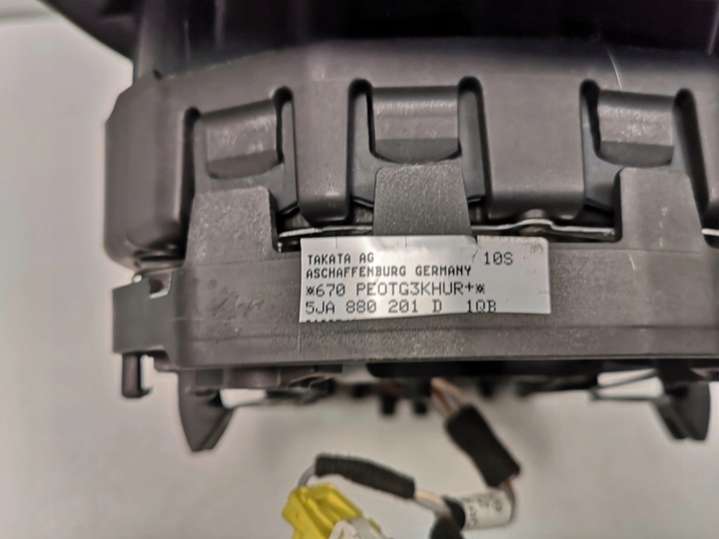 TAKATA AG /10S
ASCHAFFENBURG GERMANY
*670 PEOTG3KHUR+*
5JA 880 201 D 1QB